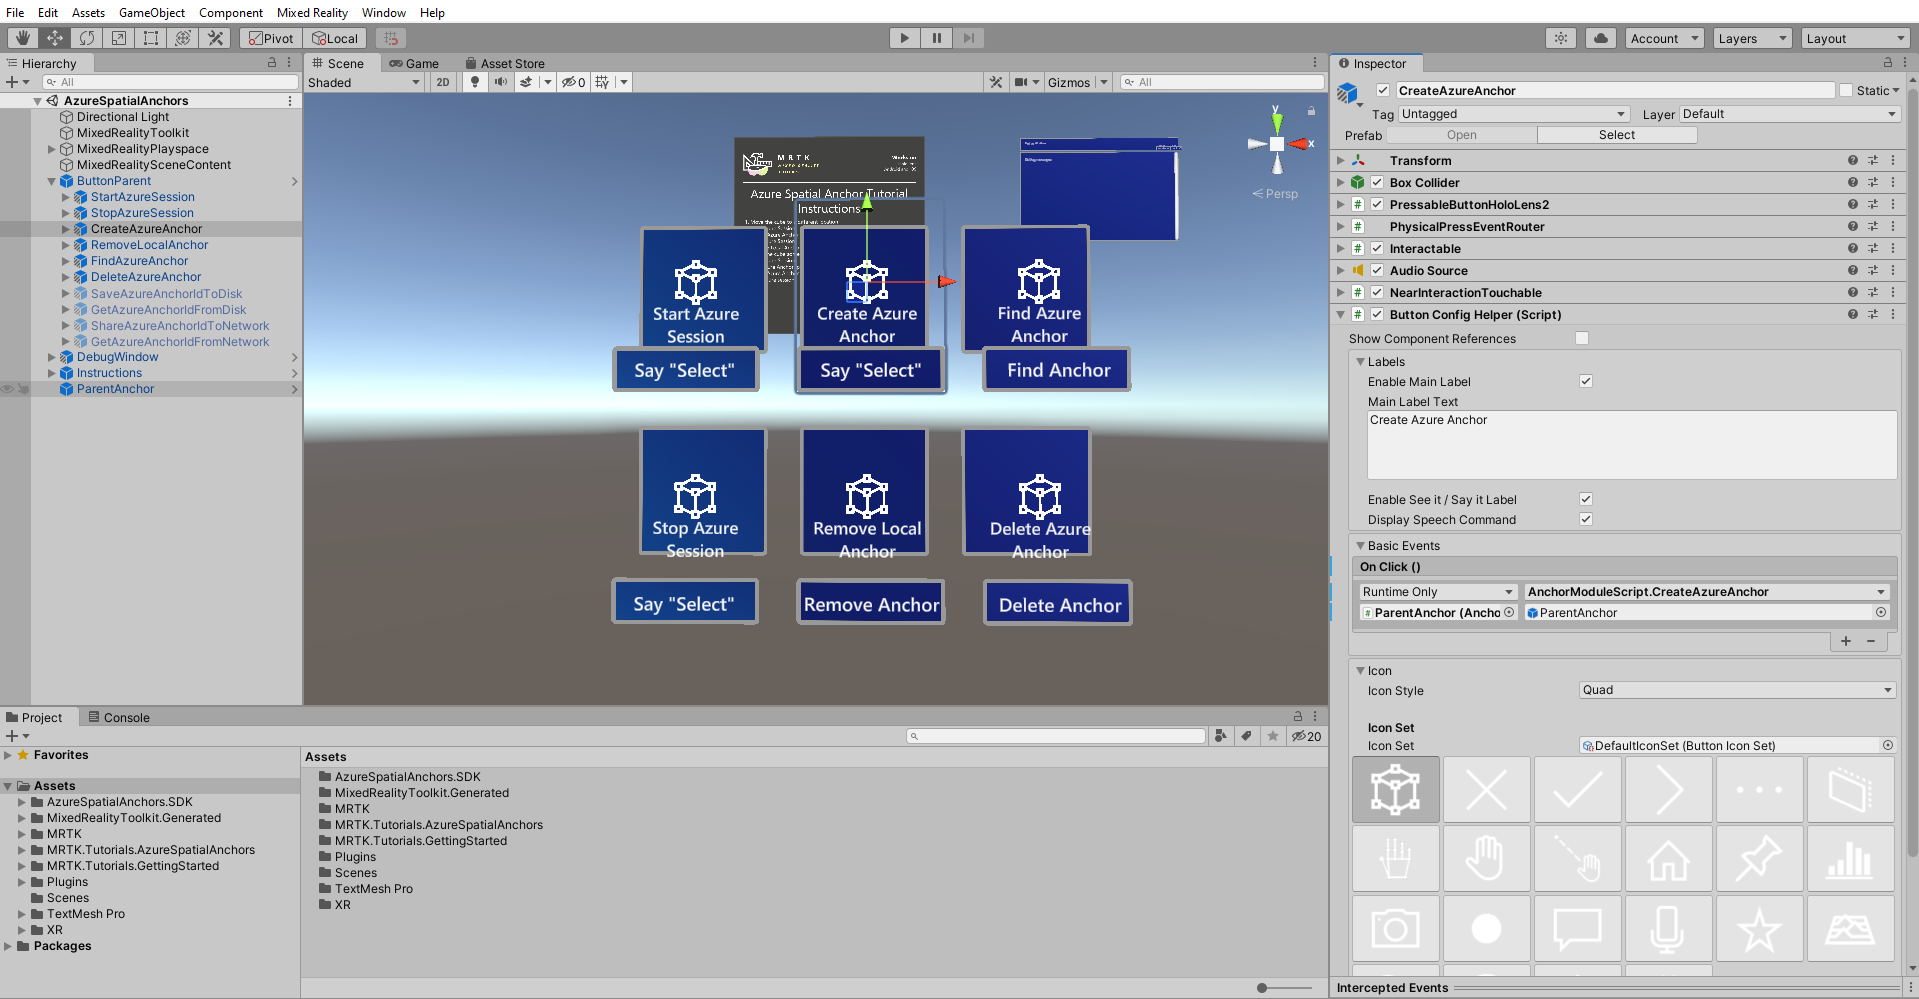 File Edit Assets GameObject Component Mixed Reality Window Help
Pivot Local Account Layers Layout
Hierarchy
All
AzureSpatialAnchors
Directional Light
MixedRealityToolkit
MixedRealityPlayspace
MixedRealitySceneContent
ButtonParent
StartAzureSession
StopAzureSession
CreateAzureAnchor
RemoveLocalAnchor
FindAzureAnchor
DeleteAzureAnchor
SaveAzureAnchorIdToDisk
GetAzureAnchorIdFromDisk
ShareAzureAnchorIdToNetwork
GetAzureAnchorIdFromNetwork
DebugWindow
Instructions
ParentAnchor
Scene Game Asset Store
Shaded 2D 0 Gizmos All
y
x
Persp
MRTK
Azure Spatial Anchor Tutorial
Instructions
1. Move the cube to a different location
Start Azure
Session
Say "Select"
Create Azure
Anchor
Say "Select"
Find Azure
Anchor
Find Anchor
Stop Azure
Session
Say "Select"
Remove Local
Anchor
Remove Anchor
Delete Azure
Anchor
Delete Anchor
Inspector
CreateAzureAnchor Static
Tag Untagged Layer Default
Prefab Open Select
Transform
Box Collider
PressableButtonHoloLens2
PhysicalPressEventRouter
Interactable
Audio Source
NearInteractionTouchable
Button Config Helper (Script)
Show Component References
Labels
Enable Main Label
Main Label Text
Create Azure Anchor
Enable See it / Say it Label
Display Speech Command
Basic Events
On Click ()
Runtime Only AnchorModuleScript.CreateAzureAnchor
ParentAnchor (Ancho ParentAnchor
Icon
Icon Style Quad
Icon Set
Icon Set DefaultIconSet (Button Icon Set)
Intercepted Events
Project Console
20
Favorites
Assets
AzureSpatialAnchors.SDK
MixedRealityToolkit.Generated
MRTK
MRTK.Tutorials.AzureSpatialAnchors
MRTK.Tutorials.GettingStarted
Plugins
Scenes
TextMesh Pro
XR
Packages
Assets
AzureSpatialAnchors.SDK
MixedRealityToolkit.Generated
MRTK
MRTK.Tutorials.AzureSpatialAnchors
MRTK.Tutorials.GettingStarted
Plugins
Scenes
TextMesh Pro
XR